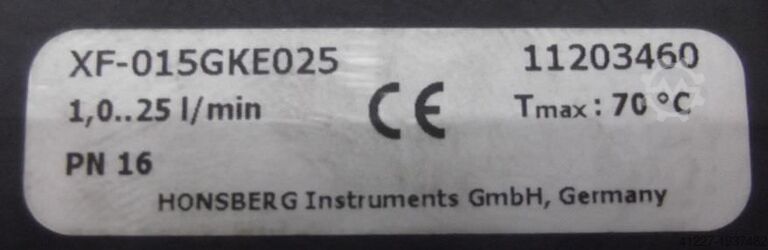 XF-015GKE025 11203460
1,0..25 l/min CE Tmax : 70 °C
PN 16
HONSBERG Instruments GmbH, Germany